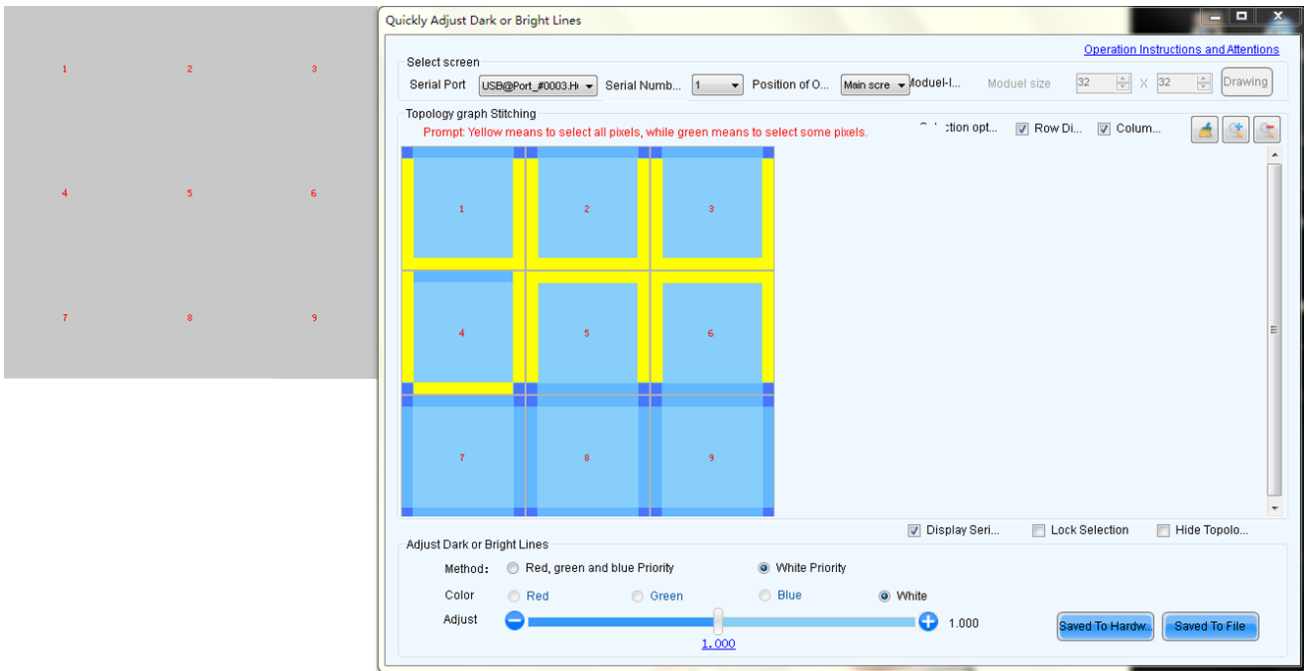 Quickly Adjust Dark or Bright Lines
Operation Instructions and Attentions
Select screen
Serial Port USB@Port_#0003.H Serial Numb... 1 Position of O... Main scre Moduel-I... Moduel size 32 X 32 Drawing
Topology graph Stitching
Prompt: Yellow means to select all pixels, while green means to select some pixels. opt... Row Di... Colum...
1 2 3
4 5 6
7 8 9
1 2 3
4 5 6
7 8 9
Display Seri... Lock Selection Hide Topolo...
Adjust Dark or Bright Lines
Method: Red, green and blue Priority White Priority
Color Red Green Blue White
Adjust 1.000
1.000
Saved To Hardw... Saved To File